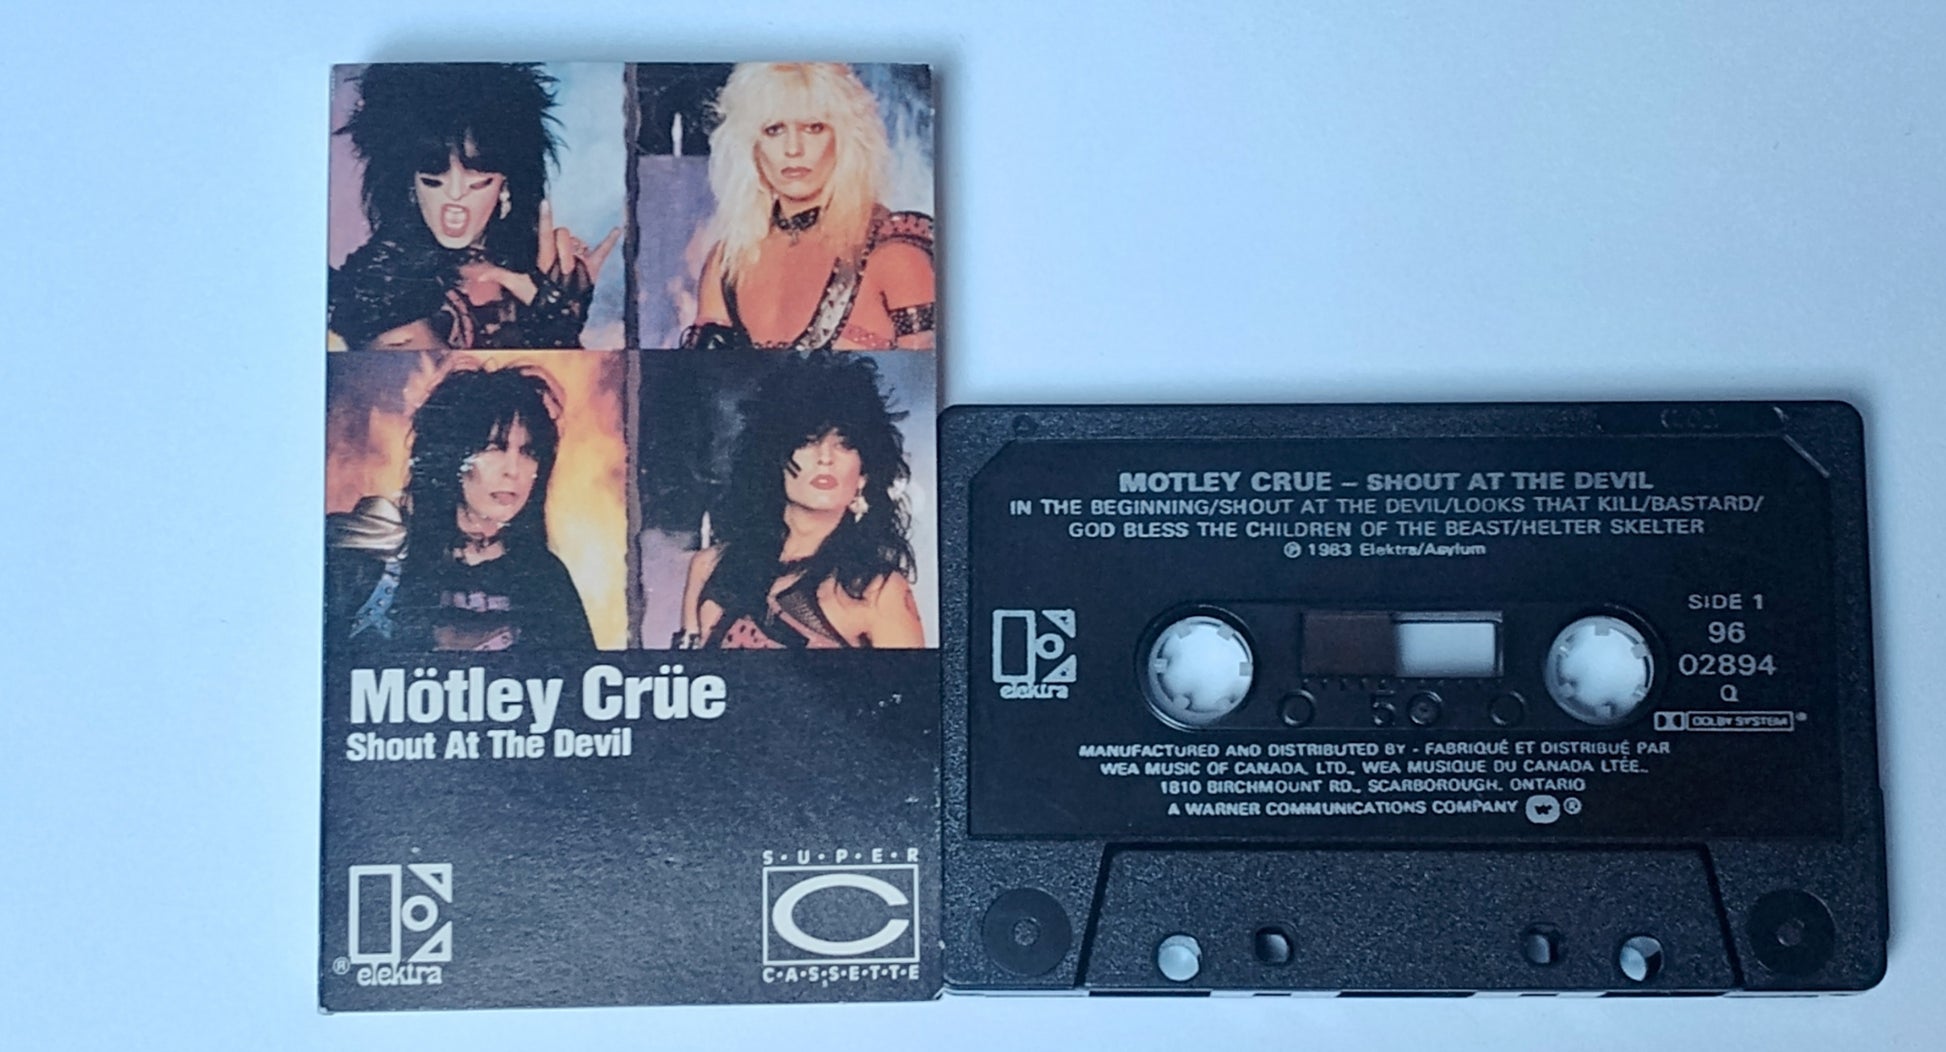 Mötley Crüe
Shout At The Devil
® elektra
S·U·P·E·R
C
C·A·S·S·E·T·T·E
MOTLEY CRUE – SHOUT AT THE DEVIL
IN THE BEGINNING/SHOUT AT THE DEVIL/LOOKS THAT KILL/BASTARD/
GOD BLESS THE CHILDREN OF THE BEAST/HELTER SKELTER
℗ 1983 Elektra/Asylum
elektra
SIDE 1
96
02894
Q
DOLBY SYSTEM®
50
MANUFACTURED AND DISTRIBUTED BY - FABRIQUÉ ET DISTRIBUÉ PAR
WEA MUSIC OF CANADA, LTD., WEA MUSIQUE DU CANADA LTÉE.,
1810 BIRCHMOUNT RD., SCARBOROUGH, ONTARIO
A WARNER COMMUNICATIONS COMPANY W ®